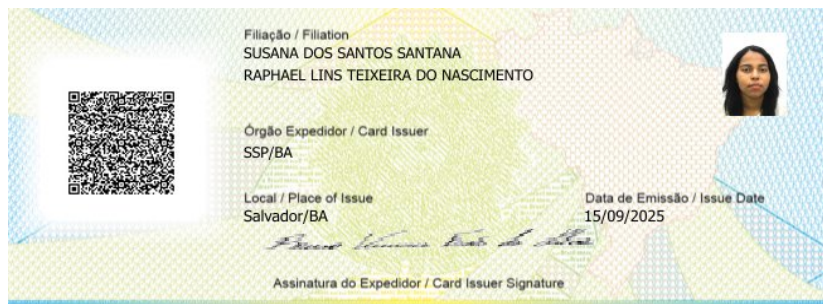 Filiação / Filiation
SUSANA DOS SANTOS SANTANA
RAPHAEL LINS TEIXEIRA DO NASCIMENTO
Órgão Expedidor / Card Issuer
SSP/BA
Local / Place of Issue
Salvador/BA
Data de Emissão / Issue Date
15/09/2025
Assinatura do Expedidor / Card Issuer Signature